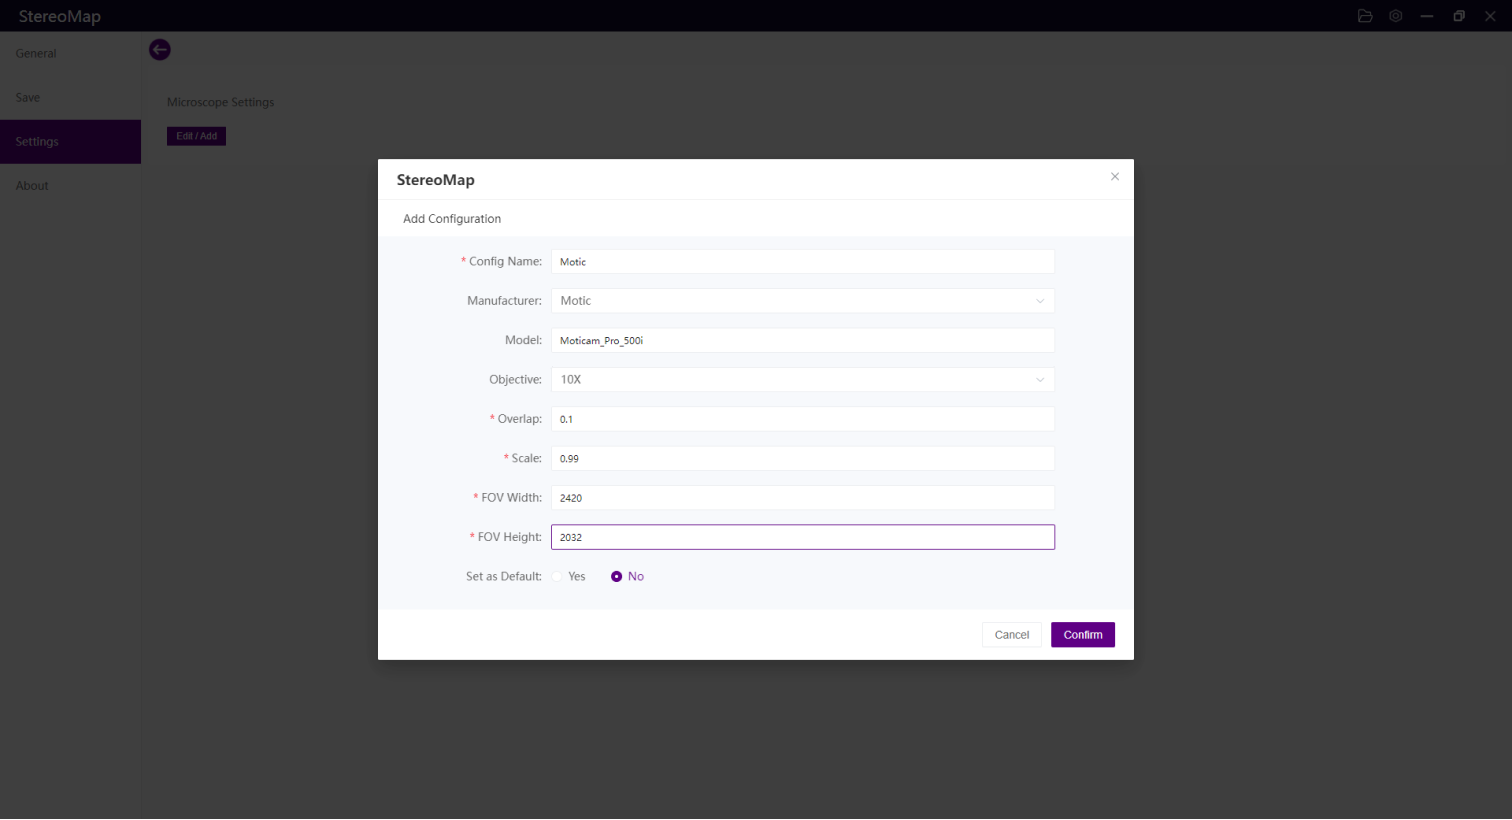 StereoMap
General
Save
Settings
About
Microscope Settings
Edit / Add
StereoMap
Add Configuration
* Config Name: Motic
Manufacturer: Motic
Model: Moticam_Pro_500i
Objective: 10X
* Overlap: 0.1
* Scale: 0.99
* FOV Width: 2420
* FOV Height: 2032
Set as Default: Yes No
Cancel Confirm